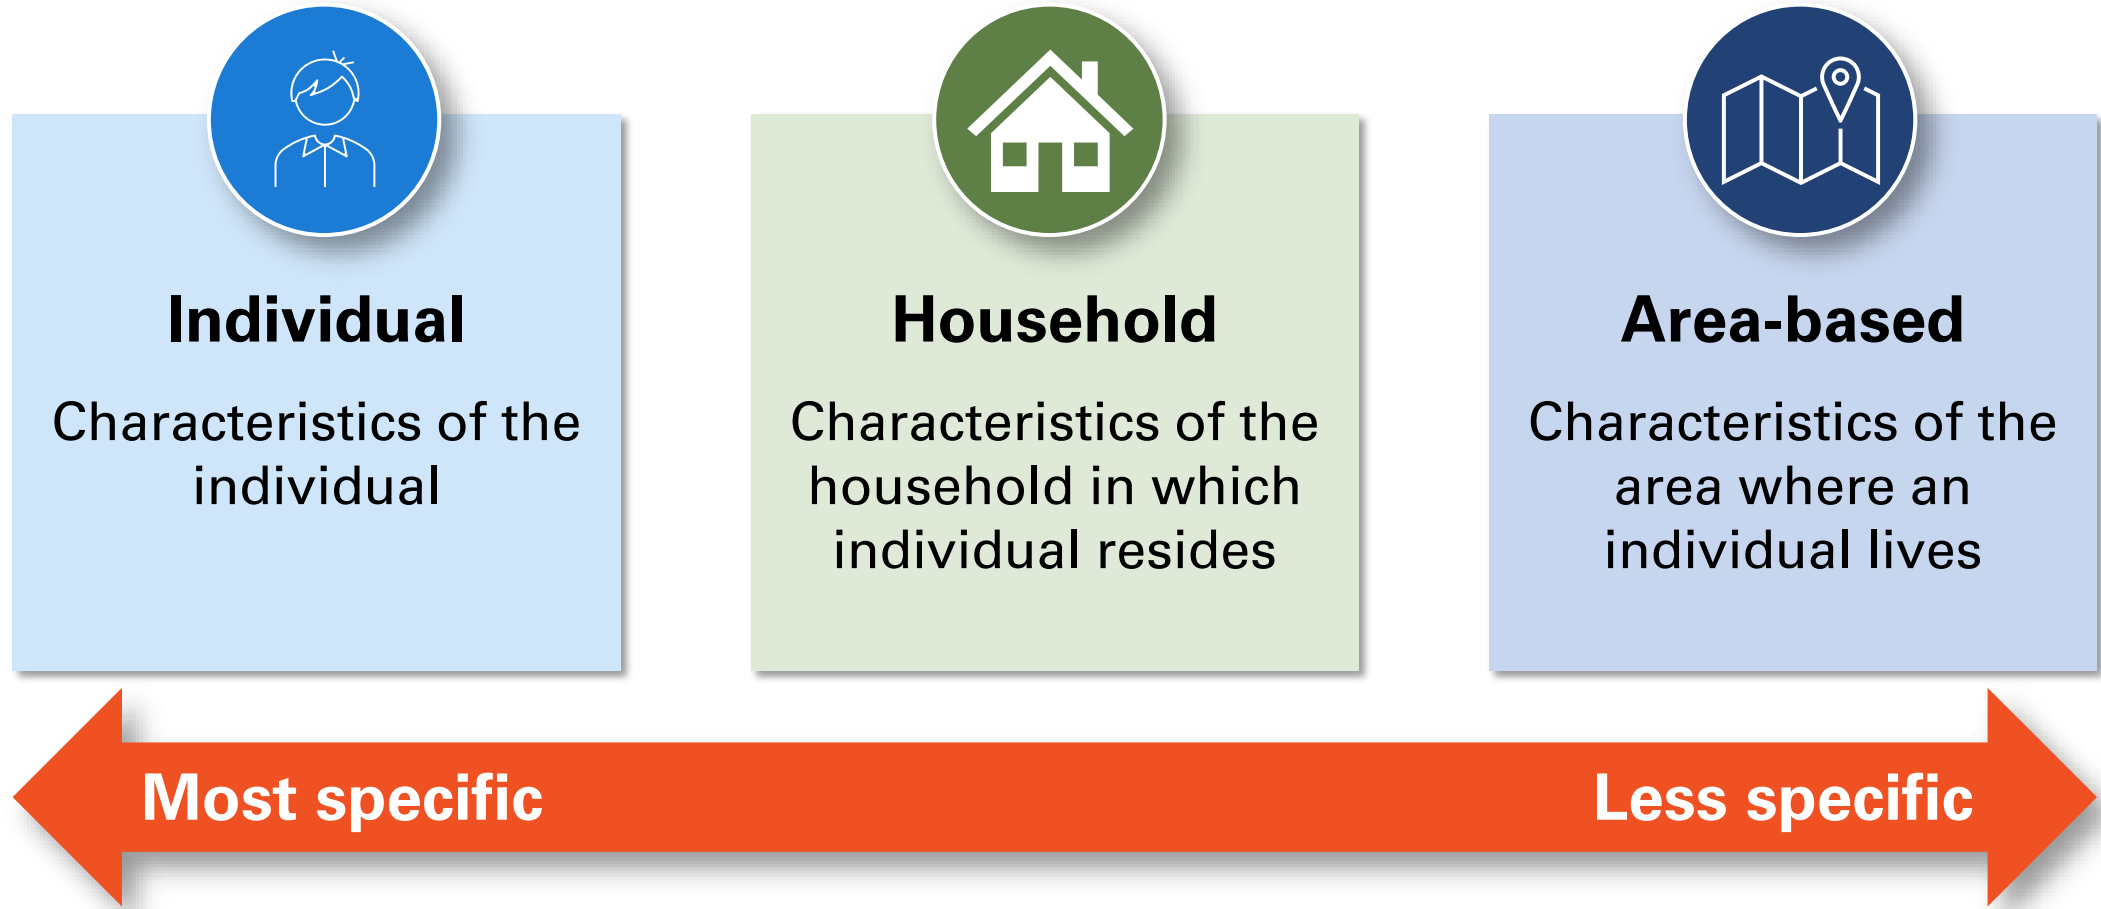 Individual
Characteristics of the
individual
Household
Characteristics of the
household in which
individual resides
Area-based
Characteristics of the
area where an
individual lives
Most specific
Less specific